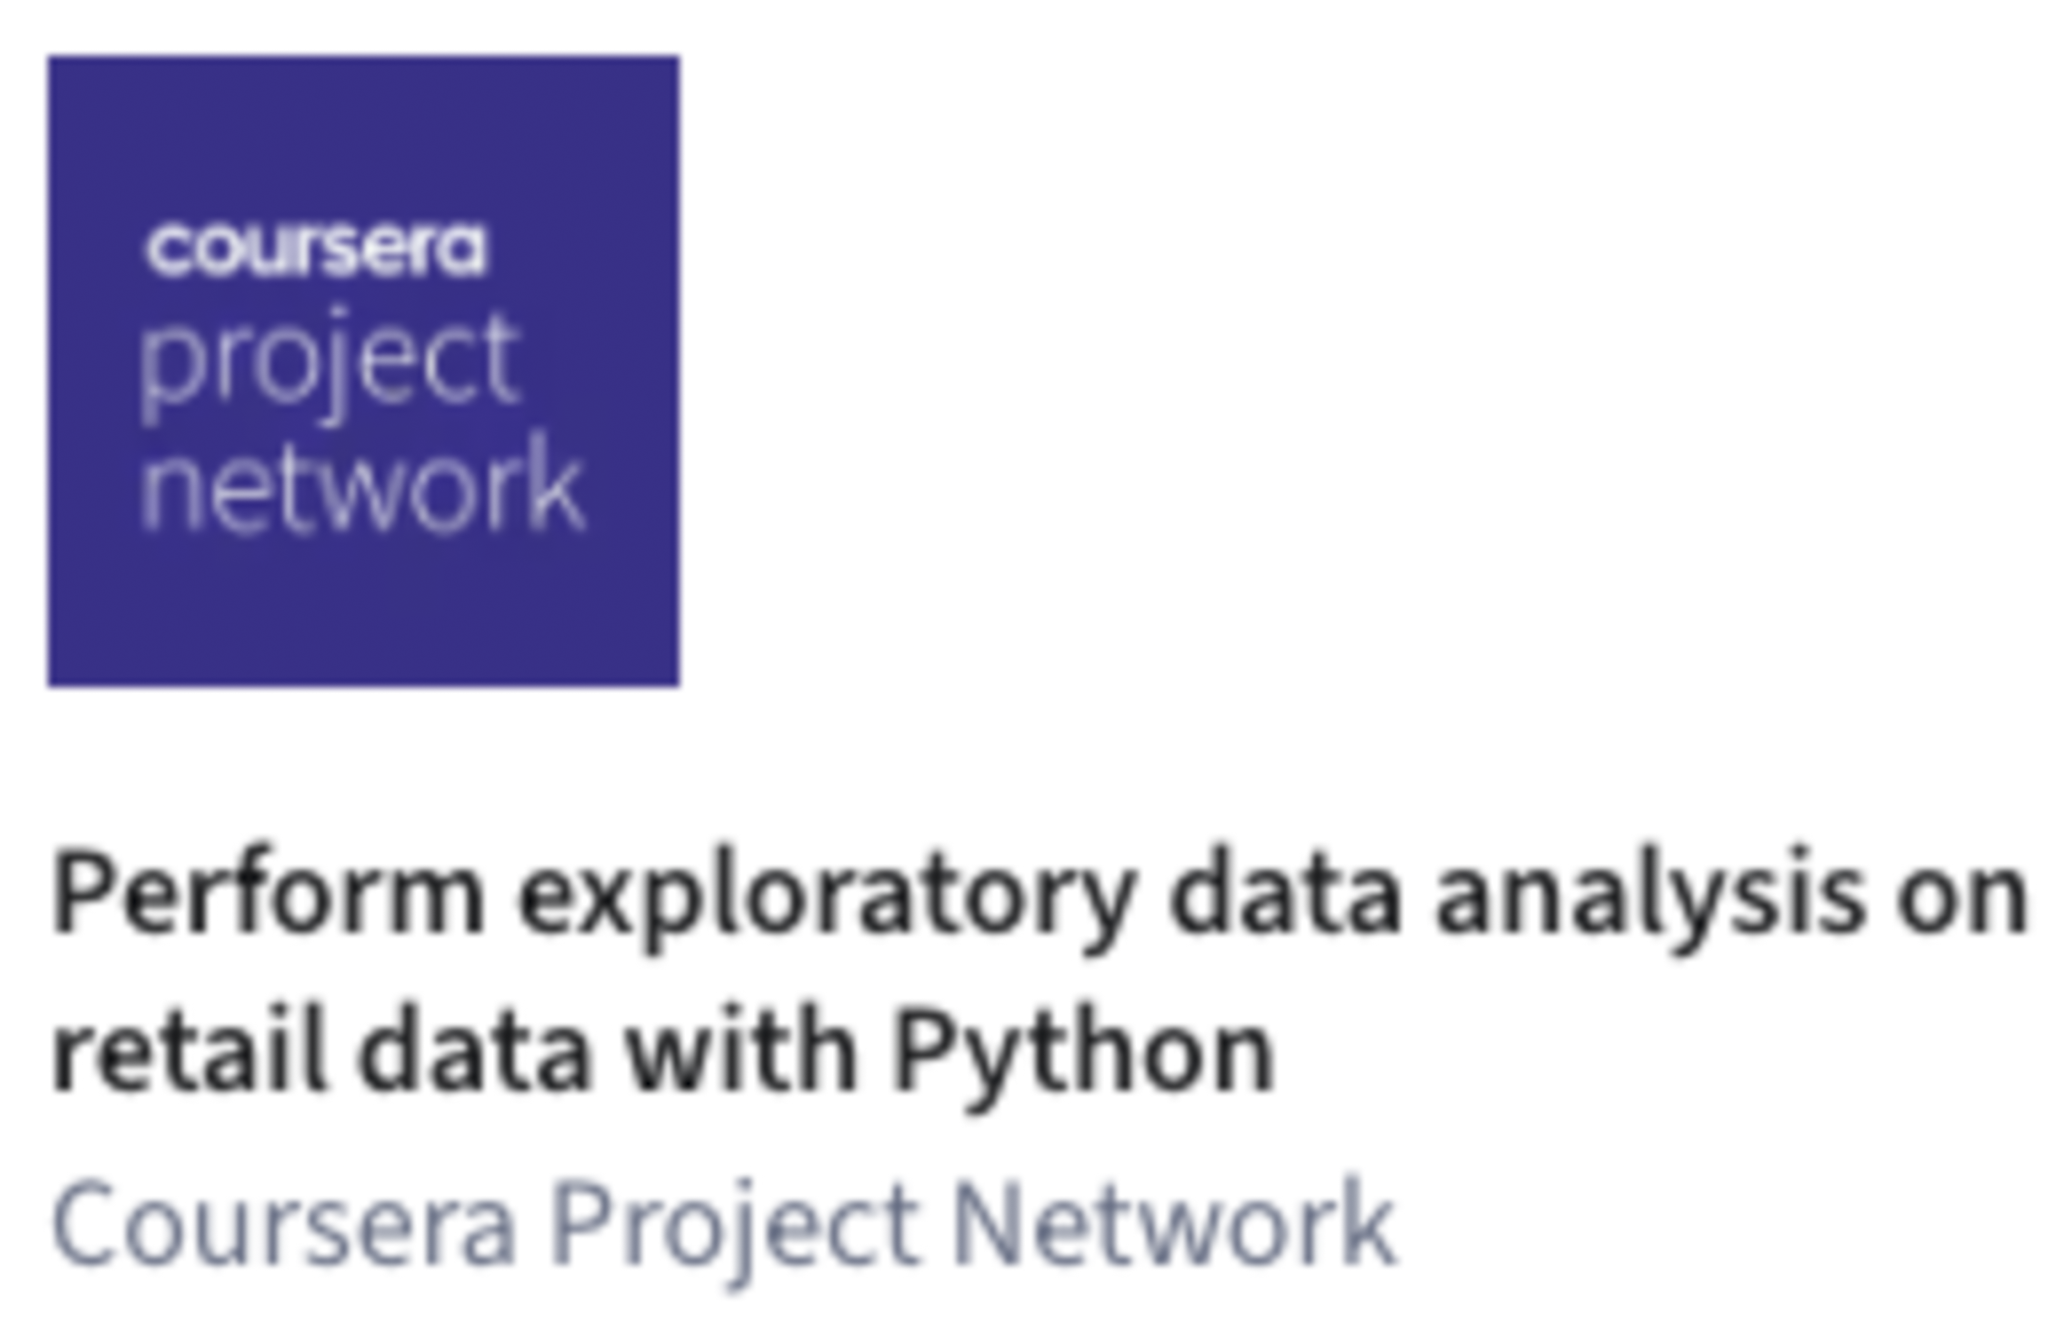 coursera
project
network
Perform exploratory data analysis on
retail data with Python
Coursera Project Network